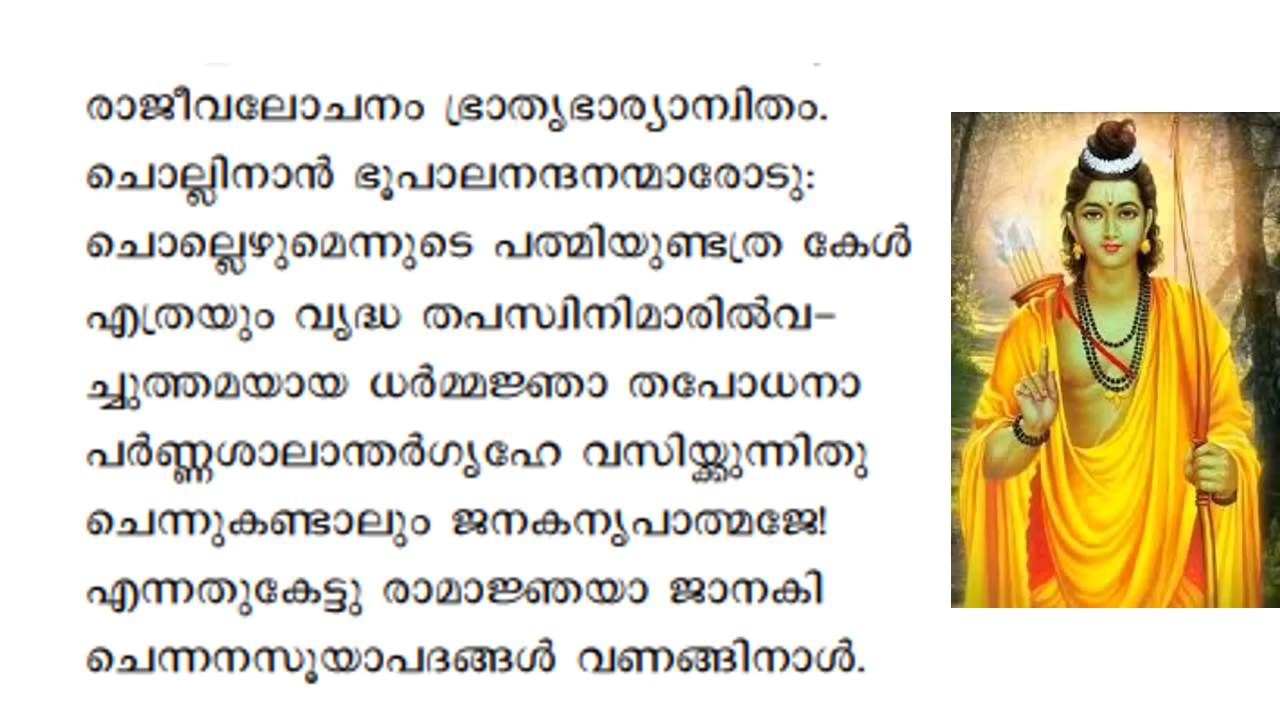 രാജീവലോചനം ഭ്രാതൃഭാര്യാന്വിതം.
ചൊല്ലിനാൻ ഭൂപാലനന്ദനന്മാരോടു:
ചൊല്ലെഴുമെന്നുടെ പത്നിയുണ്ടത്ര കേൾ
എത്രയും വൃദ്ധ തപസ്വിനിമാരിൽവ-
ച്ചുത്തമയായ ധർമ്മജ്ഞാ തപോധനാ
പർണ്ണശാലാന്തർഗൃഹേ വസിയ്ക്കുന്നിതു
ചെന്നുകണ്ടാലും ജനകനൃപാത്മജേ!
എന്നതുകേട്ടു രാമാജ്ഞയാ ജാനകി
ചെന്നനസൂയാപദങ്ങൾ വണങ്ങിനാൾ.